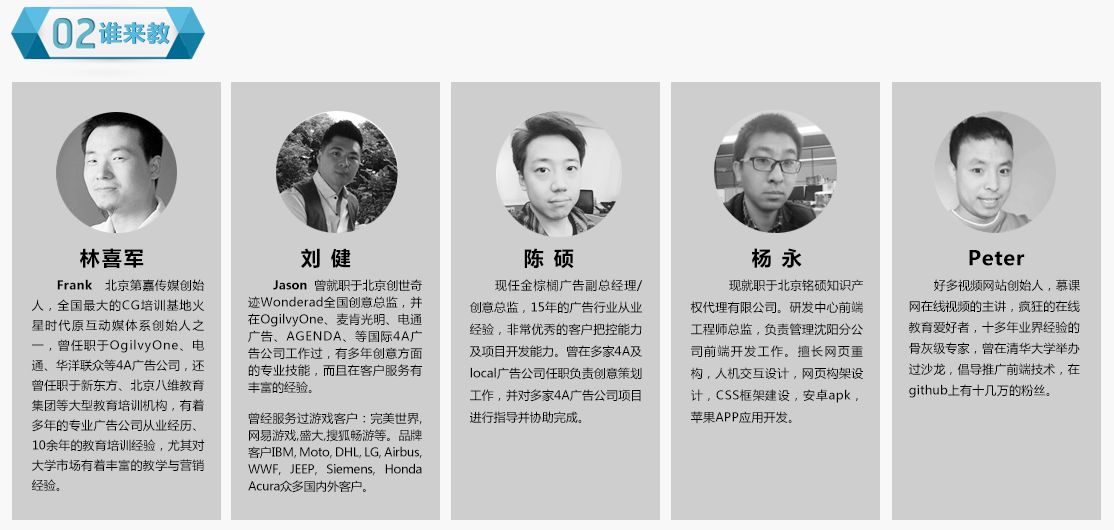 02谁来教
林喜军
Frank 北京第嘉传媒创始
人，全国最大的CG培训基地火
星时代原互动媒体系创始人之
一，曾任职于OgilvyOne、电
通、华洋联众等4A广告公司，还
曾任职于新东方、北京八维教育
集团等大型教育培训机构，有着
多年的专业广告公司从业经历、
10余年的教育培训经验，尤其对
大学市场有着丰富的教学与营销
经验。
刘 健
Jason 曾就职于北京创世奇
迹Wonderad全国创意总监，并
在OgilvyOne、麦肯光明、电通
广告、AGENDA、等国际4A广
告公司工作过，有多年创意方面
的专业技能，而且在客户服务有
丰富的经验。
曾经服务过游戏客户：完美世界,
网易游戏,盛大,搜狐畅游等。品牌
客户IBM, Moto, DHL, LG, Airbus,
WWF, JEEP, Siemens, Honda
Acura众多国内外客户。
陈 硕
现任金棕榈广告副总经理/
创意总监，15年的广告行业从业
经验，非常优秀的客户把控能力
及项目开发能力。曾在多家4A及
local广告公司任职负责创意策划
工作，并对多家4A广告公司项目
进行指导并协助完成。
杨 永
现就职于北京铭硕知识产
权代理有限公司。研发中心前端
工程师总监，负责管理沈阳分公
司前端开发工作。擅长网页重
构，人机交互设计，网页构架设
计，CSS框架建设，安卓apk，
苹果APP应用开发。
Peter
好多视频网站创始人，慕课
网在线视频的主讲，疯狂的在线
教育爱好者，十多年业界经验的
骨灰级专家，曾在清华大学举办
过沙龙，倡导推广前端技术，在
github上有十几万的粉丝。